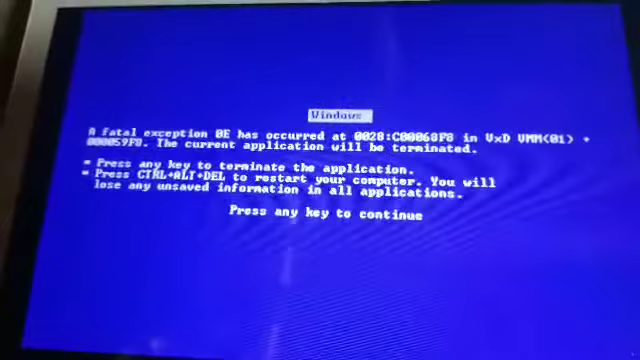 Windows
A fatal exception 0E has occurred at 0028:C00068F8 in VxD VMM(01) +
000059F8. The current application will be terminated.
* Press any key to terminate the application.
* Press CTRL+ALT+DEL to restart your computer. You will
lose any unsaved information in all applications.
Press any key to continue